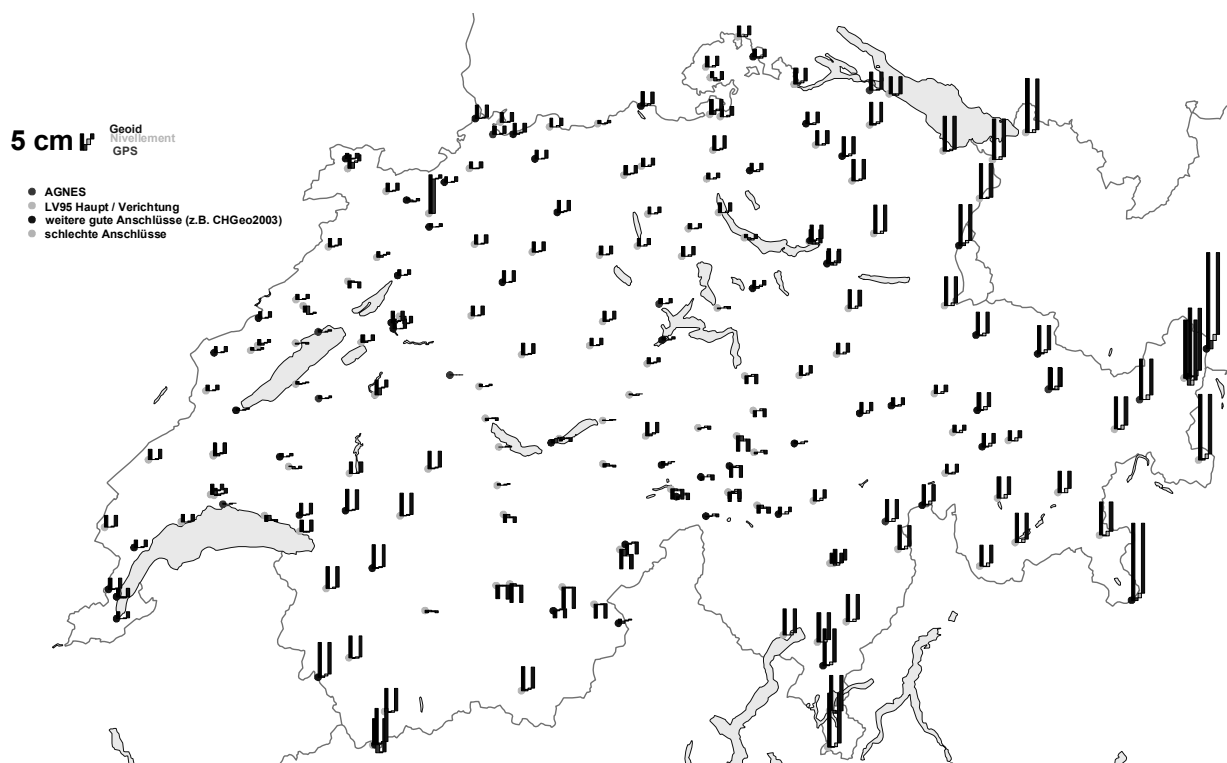 5 cm
Geoid
Nivellement
GPS
AGNES
LV95 Haupt / Verichtung
weitere gute Anschlüsse (z.B. CHGeo2003)
schlechte Anschlüsse